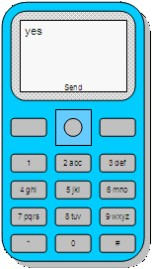 yes
Send
1
2 abc
3 def
4 ghi
5 jkl
6 mno
7 pqrs
8 tuv
9 wxyz
*
0
#